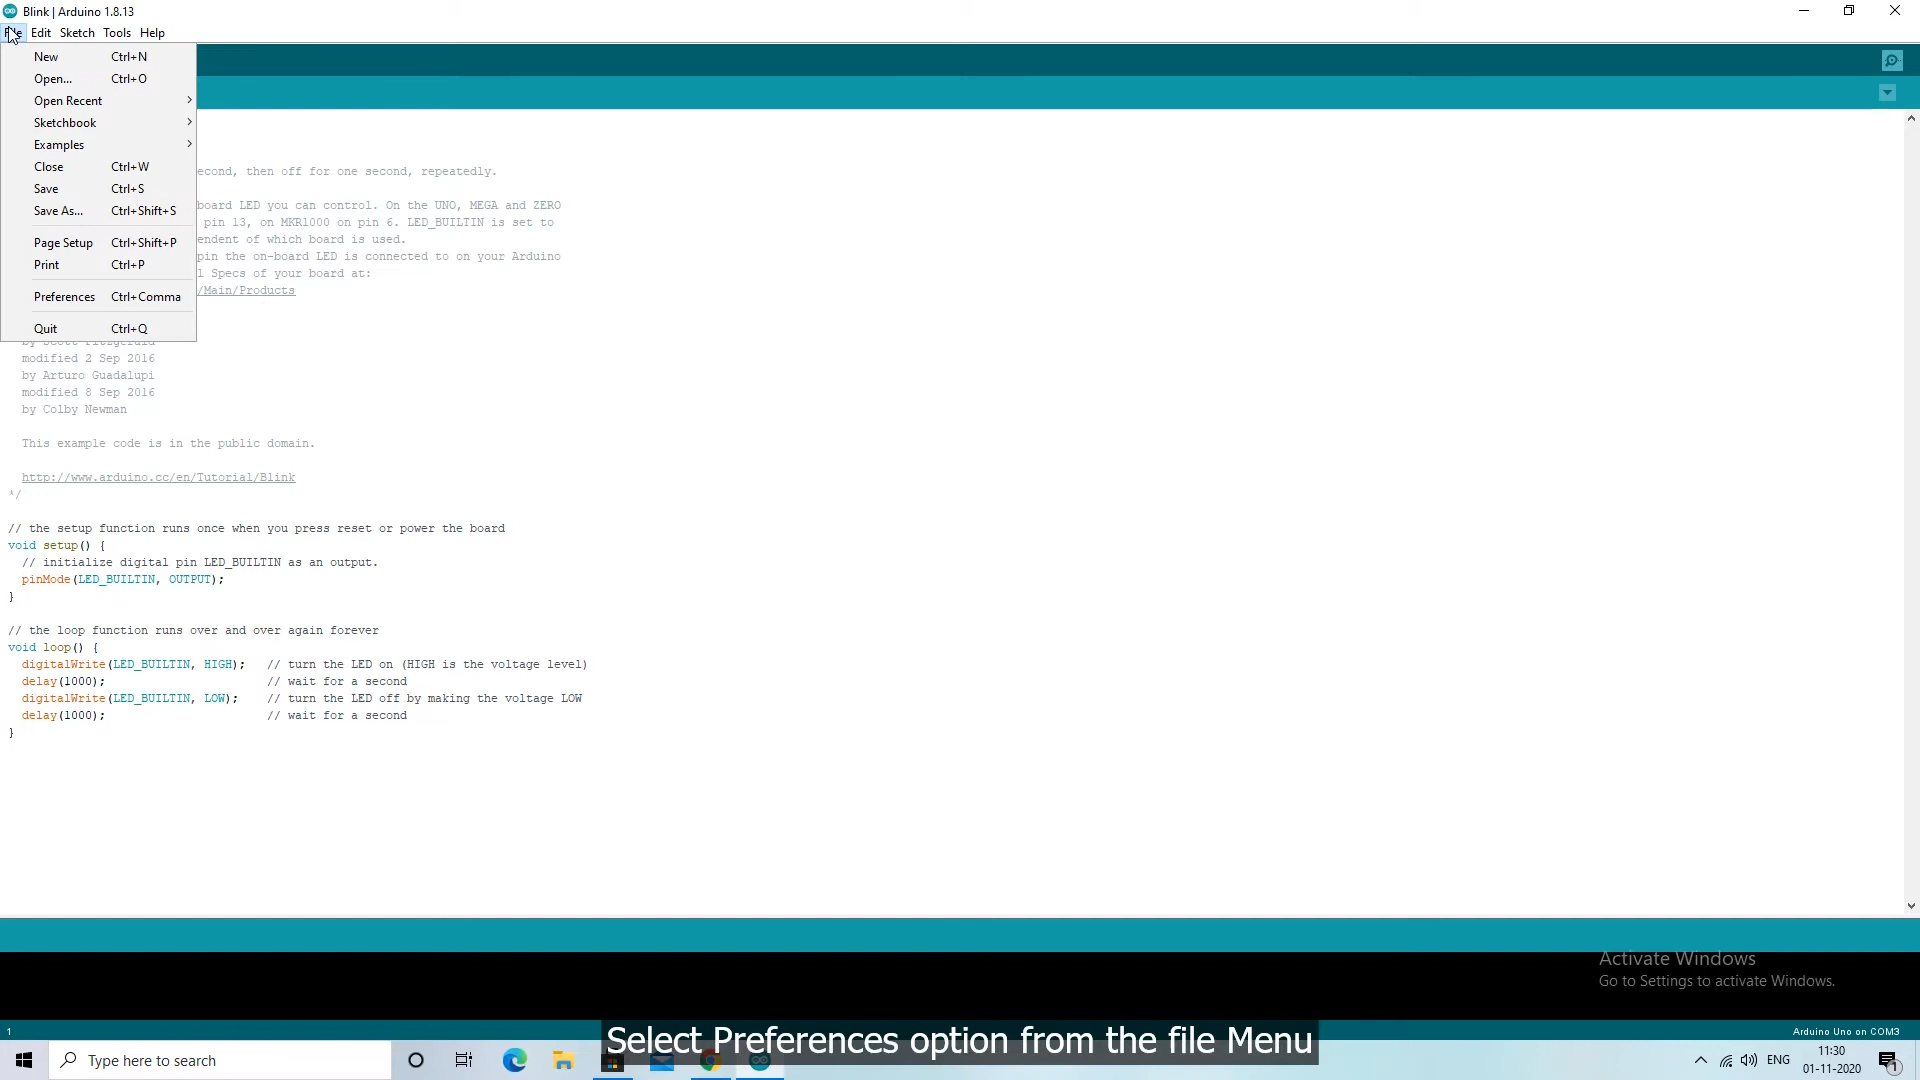 Blink | Arduino 1.8.13
File Edit Sketch Tools Help
New Ctrl+N
Open... Ctrl+O
Open Recent
Sketchbook
Examples
Close Ctrl+W
Save Ctrl+S
Save As... Ctrl+Shift+S
Page Setup Ctrl+Shift+P
Print Ctrl+P
Preferences Ctrl+Comma
Quit Ctrl+Q
econd, then off for one second, repeatedly.
board LED you can control. On the UNO, MEGA and ZERO
pin 13, on MKR1000 on pin 6. LED_BUILTIN is set to
endent of which board is used.
pin the on-board LED is connected to on your Arduino
l Specs of your board at:
/Main/Products
by Scott Fitzgerald
modified 2 Sep 2016
by Arturo Guadalupi
modified 8 Sep 2016
by Colby Newman
This example code is in the public domain.
http://www.arduino.cc/en/Tutorial/Blink
*/
// the setup function runs once when you press reset or power the board
void setup() {
// initialize digital pin LED_BUILTIN as an output.
pinMode(LED_BUILTIN, OUTPUT);
}
// the loop function runs over and over again forever
void loop() {
digitalWrite(LED_BUILTIN, HIGH);   // turn the LED on (HIGH is the voltage level)
delay(1000);                       // wait for a second
digitalWrite(LED_BUILTIN, LOW);    // turn the LED off by making the voltage LOW
delay(1000);                       // wait for a second
}
Activate Windows
Go to Settings to activate Windows.
1
Arduino Uno on COM3
Select Preferences option from the file Menu
Type here to search
ENG
11:30
01-11-2020
1